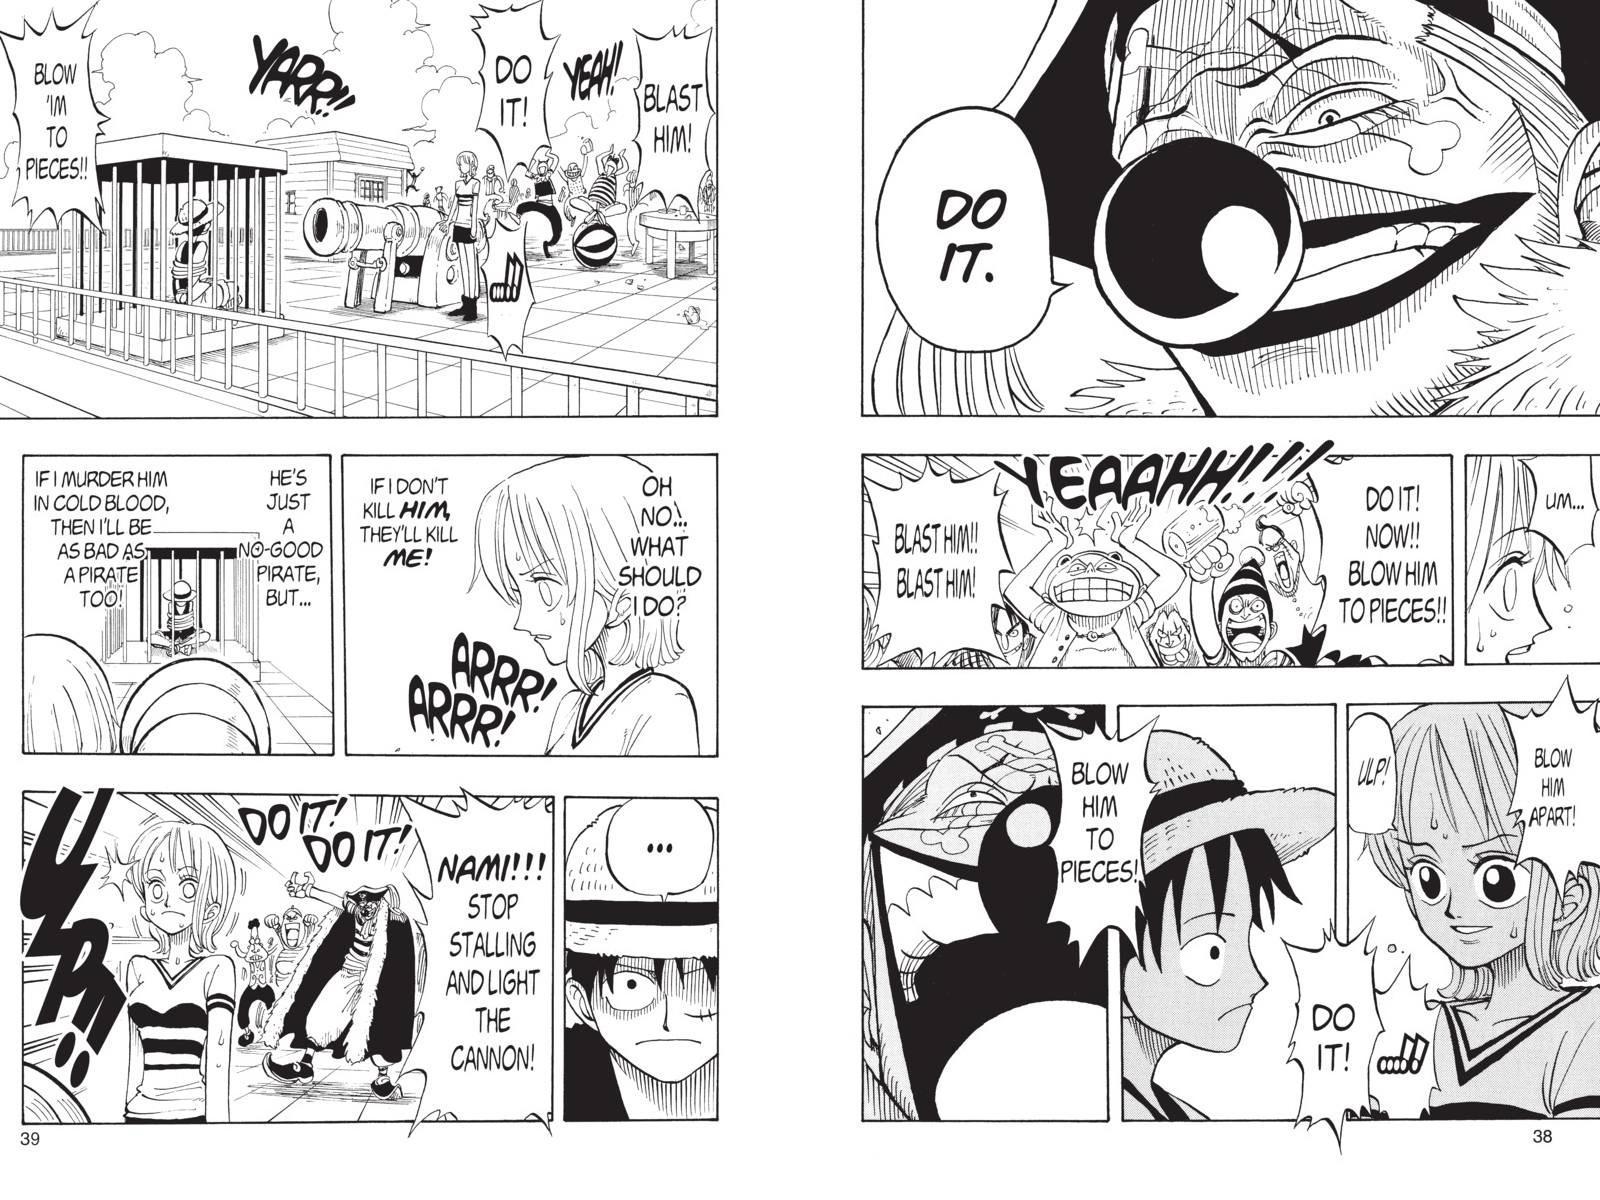 DO
IT.
UM...
DO IT!
NOW!!
BLOW HIM
TO PIECES!!
YEAAHH!!!
BLAST HIM!!
BLAST HIM!
BLOW
HIM
APART!
ULP!
DO
IT!
BLOW
HIM
TO
PIECES!
38
BLAST
HIM!
YEAH!
DO
IT!
YARR!!!
BLOW
'IM
TO
PIECES!!
OH
NO...
WHAT
SHOULD
I DO?
IF I DON'T
KILL HIM,
THEY'LL KILL
ME!
ARRR!
ARRR!
HE'S
JUST
A
NO-GOOD
PIRATE,
BUT...
IF I MURDER HIM
IN COLD BLOOD,
THEN I'LL BE
AS BAD AS
A PIRATE
TOO!
...
NAMI!!!
STOP
STALLING
AND LIGHT
THE
CANNON!
DO IT!
DO IT!
ULP!!
39